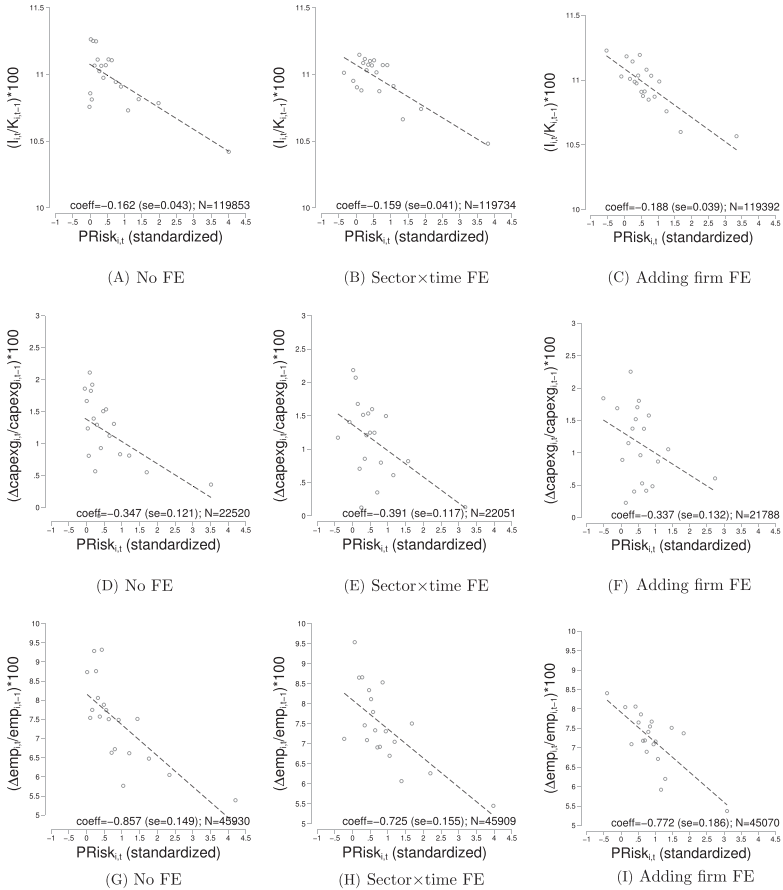 (I_{i,t}/K_{i,t−1})*100
11.5
11
10.5
10
coeff=−0.162 (se=0.043); N=119853
−1 −.5 0 .5 1 1.5 2 2.5 3 3.5 4 4.5
PRisk_{i,t} (standardized)
(A) No FE
(I_{i,t}/K_{i,t−1})*100
11.5
11
10.5
10
coeff=−0.159 (se=0.041); N=119734
−1 −.5 0 .5 1 1.5 2 2.5 3 3.5 4 4.5
PRisk_{i,t} (standardized)
(B) Sector×time FE
(I_{i,t}/K_{i,t−1})*100
11.5
11
10.5
10
coeff=−0.188 (se=0.039); N=119392
−1 −.5 0 .5 1 1.5 2 2.5 3 3.5 4 4.5
PRisk_{i,t} (standardized)
(C) Adding firm FE
(Δcapexg_{i,t}/capexg_{i,t−1})*100
3
2.5
2
1.5
1
.5
0
coeff=−0.347 (se=0.121); N=22520
−1 −.5 0 .5 1 1.5 2 2.5 3 3.5 4 4.5
PRisk_{i,t} (standardized)
(D) No FE
(Δcapexg_{i,t}/capexg_{i,t−1})*100
3
2.5
2
1.5
1
.5
0
coeff=−0.391 (se=0.117); N=22051
−1 −.5 0 .5 1 1.5 2 2.5 3 3.5 4 4.5
PRisk_{i,t} (standardized)
(E) Sector×time FE
(Δcapexg_{i,t}/capexg_{i,t−1})*100
3
2.5
2
1.5
1
.5
0
coeff=−0.337 (se=0.132); N=21788
−1 −.5 0 .5 1 1.5 2 2.5 3 3.5 4 4.5
PRisk_{i,t} (standardized)
(F) Adding firm FE
(Δemp_{i,t}/emp_{i,t−1})*100
10
9.5
9
8.5
8
7.5
7
6.5
6
5.5
5
coeff=−0.857 (se=0.149); N=45930
−1 −.5 0 .5 1 1.5 2 2.5 3 3.5 4 4.5
PRisk_{i,t} (standardized)
(G) No FE
(Δemp_{i,t}/emp_{i,t−1})*100
10
9.5
9
8.5
8
7.5
7
6.5
6
5.5
5
coeff=−0.725 (se=0.155); N=45909
−1 −.5 0 .5 1 1.5 2 2.5 3 3.5 4 4.5
PRisk_{i,t} (standardized)
(H) Sector×time FE
(Δemp_{i,t}/emp_{i,t−1})*100
10
9.5
9
8.5
8
7.5
7
6.5
6
5.5
5
coeff=−0.772 (se=0.186); N=45070
−1 −.5 0 .5 1 1.5 2 2.5 3 3.5 4 4.5
PRisk_{i,t} (standardized)
(I) Adding firm FE